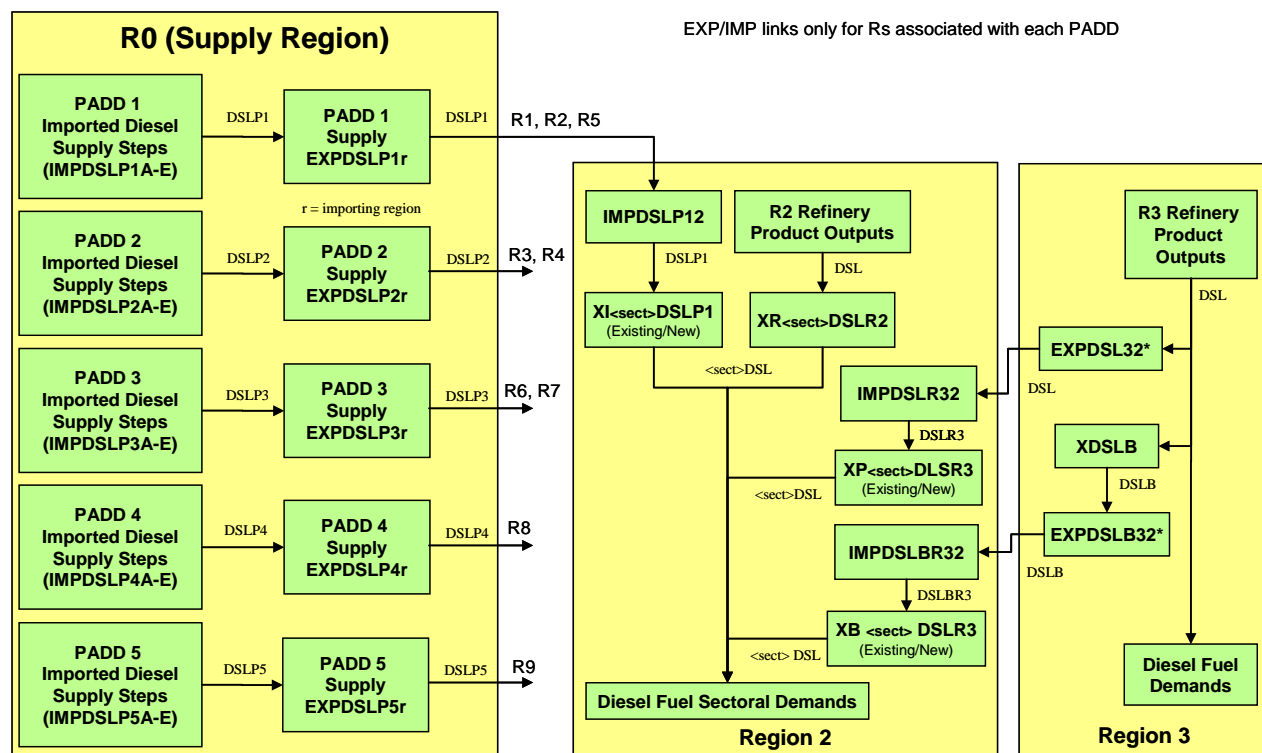 R0 (Supply Region)
EXP/IMP links only for Rs associated with each PADD
PADD 1
Imported Diesel
Supply Steps
(IMPDSLP1A-E)
DSLP1
PADD 1
Supply
EXPDSLP1r
DSLP1
R1, R2, R5
r = importing region
PADD 2
Imported Diesel
Supply Steps
(IMPDSLP2A-E)
DSLP2
PADD 2
Supply
EXPDSLP2r
DSLP2
R3, R4
PADD 3
Imported Diesel
Supply Steps
(IMPDSLP3A-E)
DSLP3
PADD 3
Supply
EXPDSLP3r
DSLP3
R6, R7
PADD 4
Imported Diesel
Supply Steps
(IMPDSLP4A-E)
DSLP4
PADD 4
Supply
EXPDSLP4r
DSLP4
R8
PADD 5
Imported Diesel
Supply Steps
(IMPDSLP5A-E)
DSLP5
PADD 5
Supply
EXPDSLP5r
DSLP5
R9
IMPDSLP12
R2 Refinery
Product Outputs
DSLP1
DSL
XI<sect>DSLP1
(Existing/New)
XR<sect>DSLR2
<sect>DSL
IMPDSLR32
DSLR3
XP<sect>DLSR3
(Existing/New)
<sect>DSL
IMPDSLBR32
DSLBR3
XB <sect> DSLR3
(Existing/New)
<sect> DSL
Diesel Fuel Sectoral Demands
Region 2
R3 Refinery
Product
Outputs
DSL
EXPDSL32*
DSL
XDSLB
DSLB
EXPDSLB32*
DSLB
Diesel Fuel
Demands
Region 3